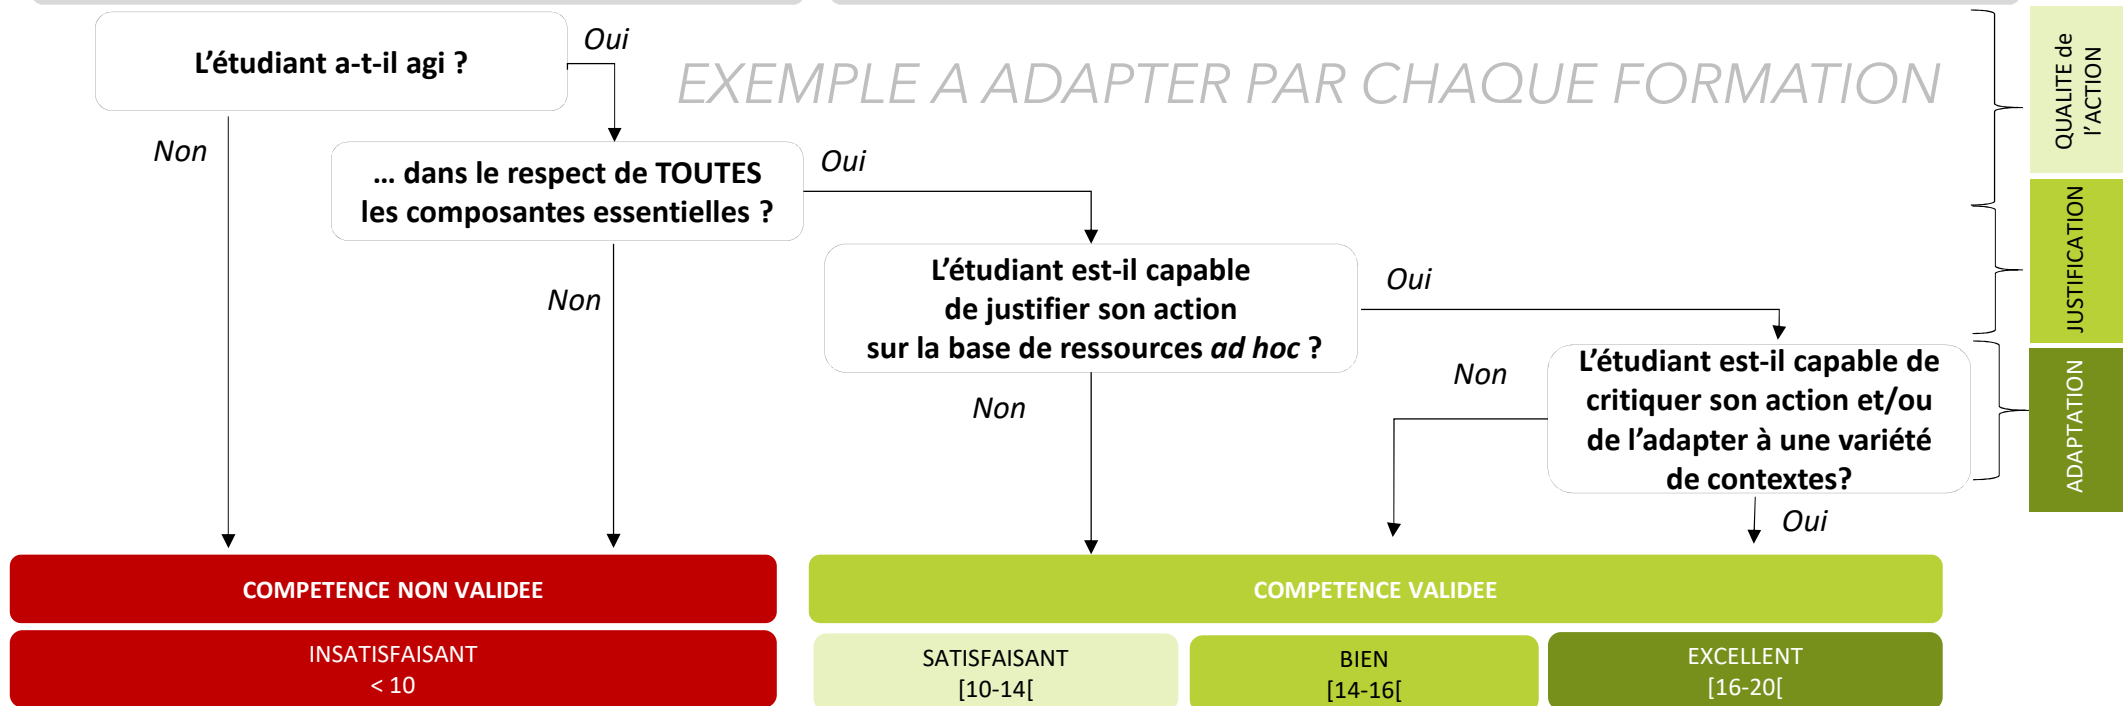 L'étudiant a-t-il agi ?
Oui
EXEMPLE A ADAPTER PAR CHAQUE FORMATION
QUALITE de
l'ACTION
Non
… dans le respect de TOUTES
les composantes essentielles ?
Oui
JUSTIFICATION
Non
L'étudiant est-il capable
de justifier son action
sur la base de ressources ad hoc ?
Oui
Non
Non
L'étudiant est-il capable de
critiquer son action et/ou
de l'adapter à une variété
de contextes?
ADAPTATION
Oui
COMPETENCE NON VALIDEE
COMPETENCE VALIDEE
INSATISFAISANT
< 10
SATISFAISANT
[10-14[
BIEN
[14-16[
EXCELLENT
[16-20[